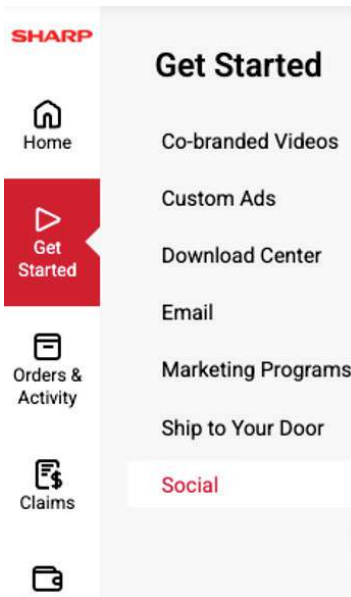 SHARP
Home
Get
Started
Orders &
Activity
Claims
Get Started
Co-branded Videos
Custom Ads
Download Center
Email
Marketing Programs
Ship to Your Door
Social